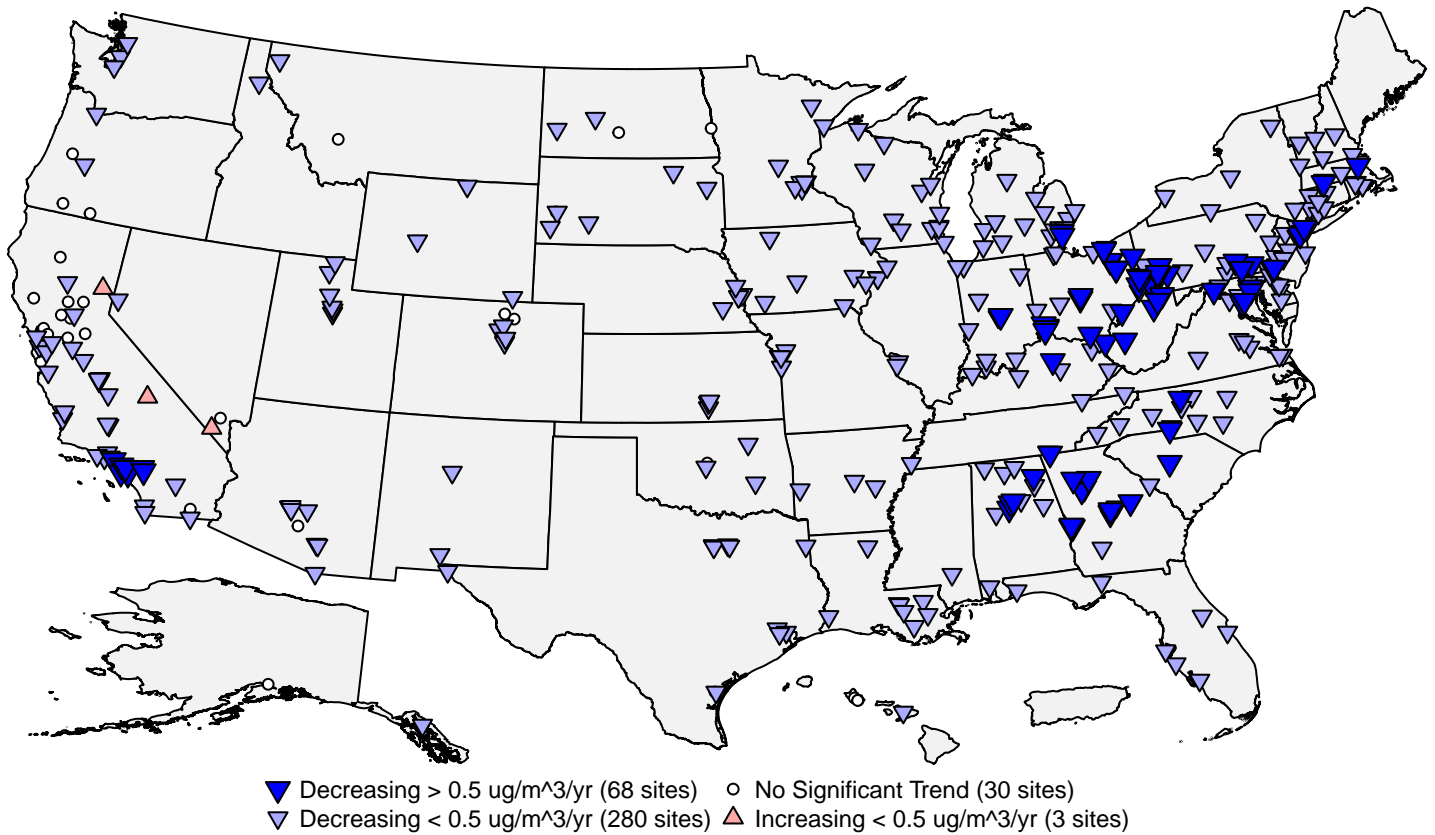 Decreasing > 0.5 ug/m^3/yr (68 sites) No Significant Trend (30 sites)
Decreasing < 0.5 ug/m^3/yr (280 sites) Increasing < 0.5 ug/m^3/yr (3 sites)